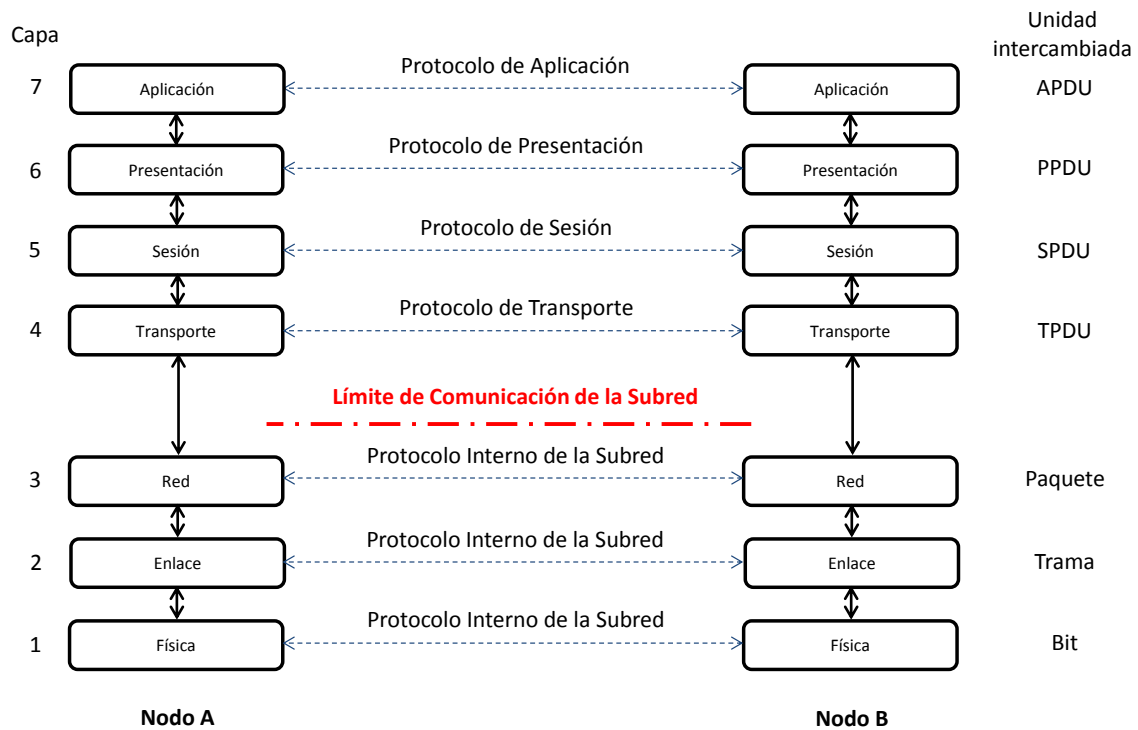 Unidad
intercambiada
Capa
Protocolo de Aplicación
7 Aplicación Aplicación APDU
Protocolo de Presentación
6 Presentación Presentación PPDU
Protocolo de Sesión
5 Sesión Sesión SPDU
Protocolo de Transporte
4 Transporte Transporte TPDU
Límite de Comunicación de la Subred
Protocolo Interno de la Subred
3 Red Red Paquete
Protocolo Interno de la Subred
2 Enlace Enlace Trama
Protocolo Interno de la Subred
1 Física Física Bit
Nodo A Nodo B